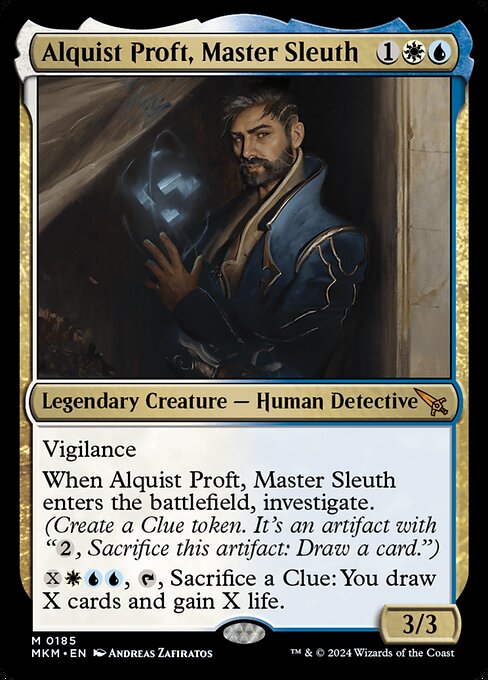 Alquist Proft, Master Sleuth 1
Legendary Creature — Human Detective
Vigilance
When Alquist Proft, Master Sleuth
enters the battlefield, investigate.
(Create a Clue token. It's an artifact with
“2, Sacrifice this artifact: Draw a card.”)
X, , Sacrifice a Clue: You draw
X cards and gain X life.
3/3
M 0185
MKM • EN ANDREAS ZAFIRATOS
™ & © 2024 Wizards of the Coast